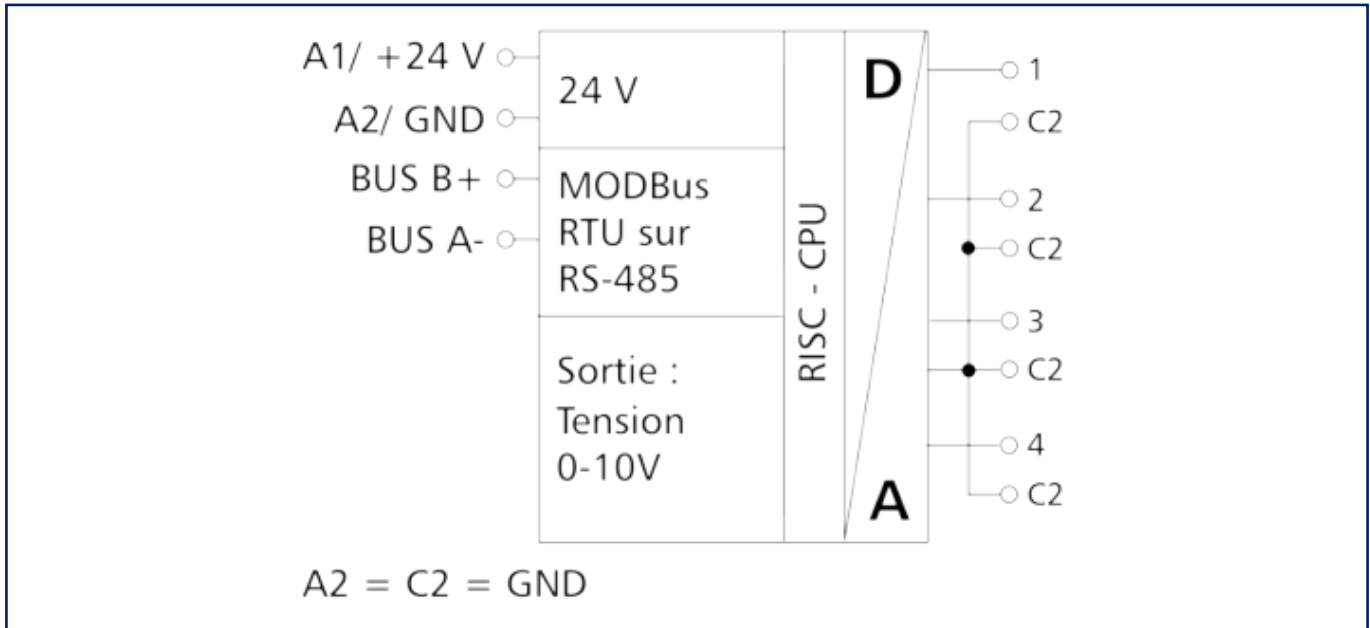 A1/ +24 V
A2/ GND
BUS B+
BUS A-
24 V
MODBus
RTU sur
RS-485
Sortie :
Tension
0-10V
RISC - CPU
D
A
1
C2
2
C2
3
C2
4
C2
A2 = C2 = GND